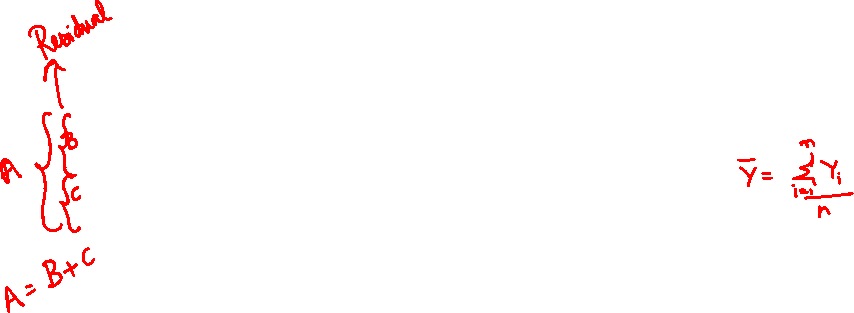 Residual
B
A
C
A = B + C
Ȳ = Σ_{i=1}^{n} Y_i / n